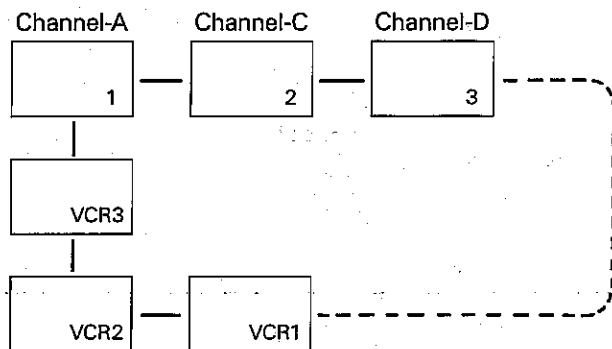 Channel-A Channel-C Channel-D
1 2 3
VCR3
VCR2 VCR1